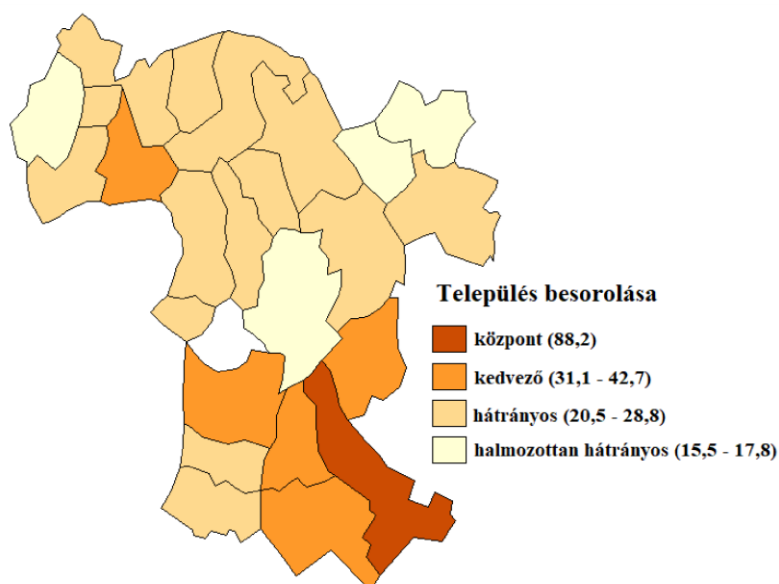 Település besorolása
központ (88,2)
kedvező (31,1 - 42,7)
hátrányos (20,5 - 28,8)
halmozottan hátrányos (15,5 - 17,8)